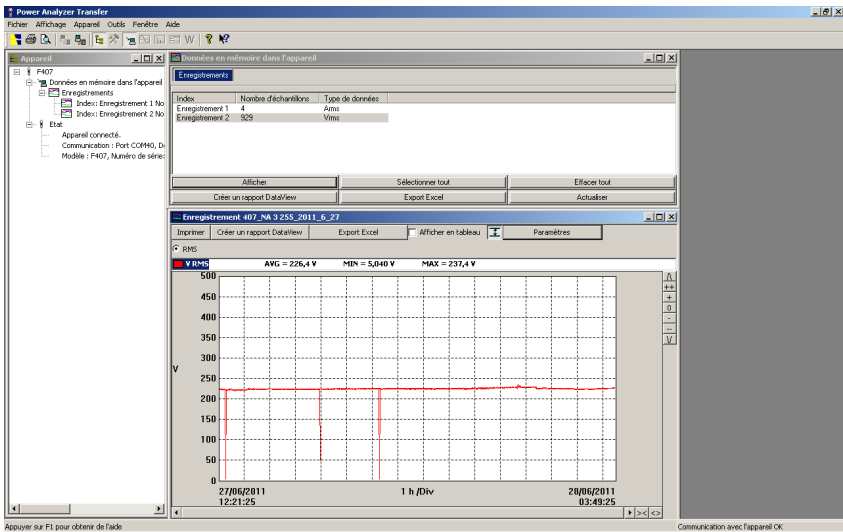 Power Analyzer Transfer
Fichier Affichage Appareil Outils Fenêtre Aide
Appareil
F407
Données en mémoire dans l'appareil
Enregistrements
Index: Enregistrement 1 No
Index: Enregistrement 2 No
Etat
Appareil connecté.
Communication : Port COM40, D
Modèle : F407, Numéro de série:
Données en mémoire dans l'appareil
Enregistrements
Index Nombre d'échantillons Type de données
Enregistrement 1 4 Arms
Enregistrement 2 929 Vrms
Afficher Sélectionner tout Effacer tout
Créer un rapport DataView Export Excel Actualiser
Enregistrement 407_NA 3 255_2011_6_27
Imprimer Créer un rapport DataView Export Excel Afficher en tableau Paramètres
RMS
V RMS AVG = 226,4 V MIN = 5,040 V MAX = 237,4 V
500
450
400
350
300
V
250
200
150
100
50
0
27/06/2011 1 h /Div 28/06/2011
12:21:25 03:49:25
++
+
0
-
--
>< <>
Appuyer sur F1 pour obtenir de l'aide Communication avec l'appareil OK